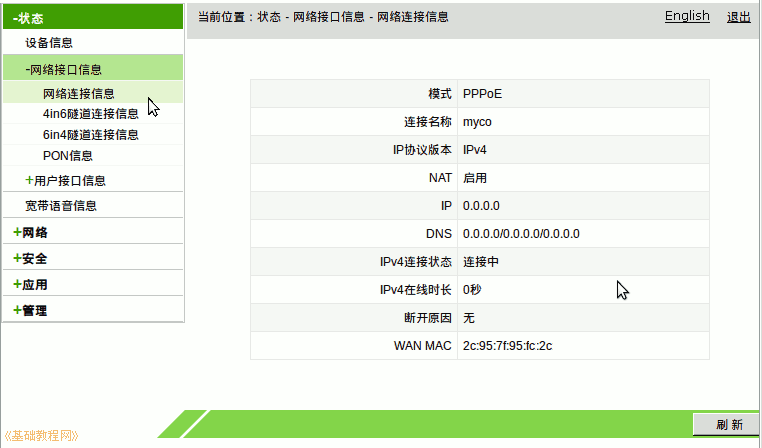 -状态
当前位置：状态 - 网络接口信息 - 网络连接信息
English 退出
设备信息
-网络接口信息
网络连接信息
4in6隧道连接信息
6in4隧道连接信息
PON信息
+用户接口信息
宽带语音信息
+网络
+安全
+应用
+管理
模式 PPPoE
连接名称 myco
IP协议版本 IPv4
NAT 启用
IP 0.0.0.0
DNS 0.0.0.0/0.0.0.0/0.0.0.0
IPv4连接状态 连接中
IPv4在线时长 0秒
断开原因 无
WAN MAC 2c:95:7f:95:fc:2c
刷 新
《基础教程网》